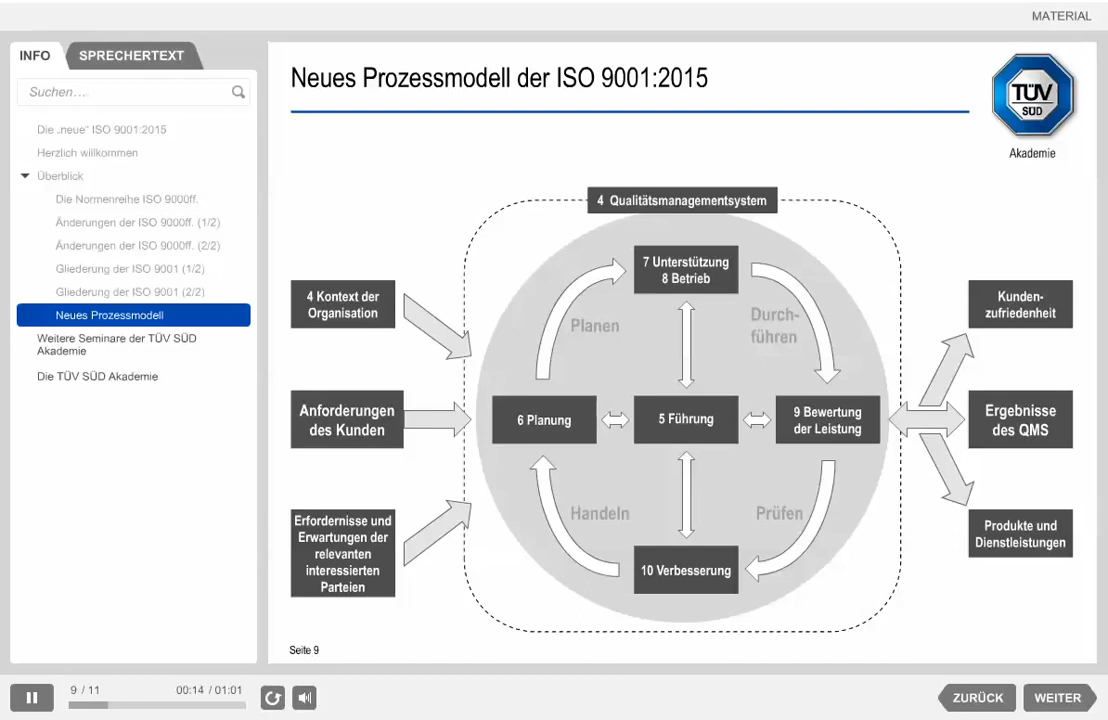 MATERIAL
INFO
SPRECHERTEXT
Suchen....
Die „neue“ ISO 9001:2015
Herzlich willkommen
Überblick
Die Normenreihe ISO 9000ff.
Änderungen der ISO 9000ff. (1/2)
Änderungen der ISO 9000ff. (2/2)
Gliederung der ISO 9001 (1/2)
Gliederung der ISO 9001 (2/2)
Neues Prozessmodell
Weitere Seminare der TÜV SÜD
Akademie
Die TÜV SÜD Akademie
Neues Prozessmodell der ISO 9001:2015
TÜV
SÜD
Akademie
4 Qualitätsmanagementsystem
7 Unterstützung
8 Betrieb
4 Kontext der
Organisation
Planen
Durch-
führen
Kunden-
zufriedenheit
Anforderungen
des Kunden
6 Planung
5 Führung
9 Bewertung
der Leistung
Ergebnisse
des QMS
Erfordernisse und
Erwartungen der
relevanten
interessierten
Parteien
Handeln
Prüfen
10 Verbesserung
Produkte und
Dienstleistungen
Seite 9
9 / 11
00:14 / 01:01
ZURÜCK
WEITER